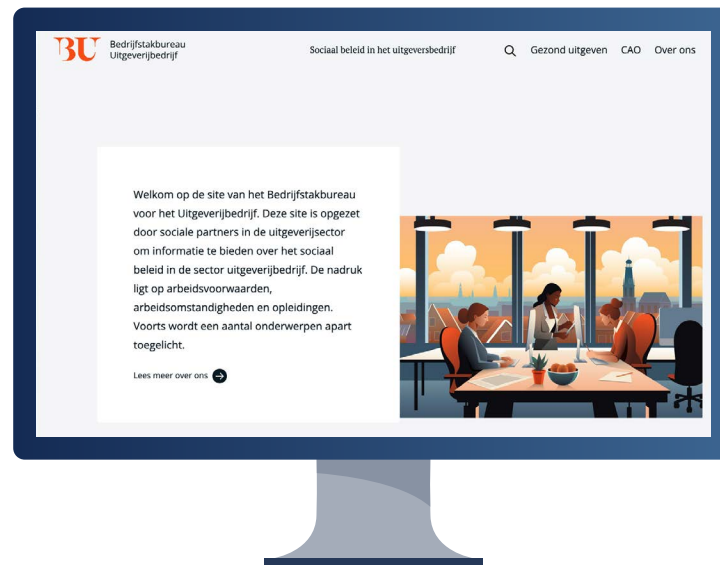 BU
Bedrijfstakbureau
Uitgeverijbedrijf
Sociaal beleid in het uitgeversbedrijf
Gezond uitgeven CAO Over ons
Welkom op de site van het Bedrijfstakbureau
voor het Uitgeverijbedrijf. Deze site is opgezet
door sociale partners in de uitgeverijsector
om informatie te bieden over het sociaal
beleid in de sector uitgeverijbedrijf. De nadruk
ligt op arbeidsvoorwaarden,
arbeidsomstandigheden en opleidingen.
Voorts wordt een aantal onderwerpen apart
toegelicht.
Lees meer over ons